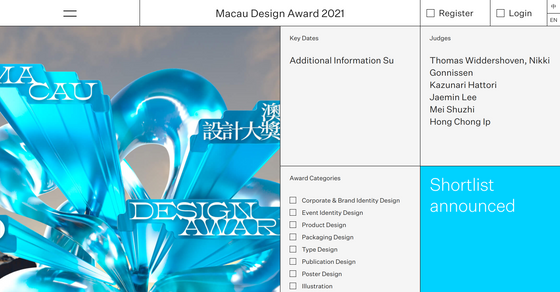 Macau Design Award 2021
Register
Login
中
EN
MACAU
澳
設計大獎
DESIGN
AWAR
Key Dates
Additional Information Su
Judges
Thomas Widdershoven, Nikki
Gonnissen
Kazunari Hattori
Jaemin Lee
Mei Shuzhi
Hong Chong Ip
Award Categories
Corporate & Brand Identity Design
Event Identity Design
Product Design
Packaging Design
Type Design
Publication Design
Poster Design
Illustration
Shortlist
announced